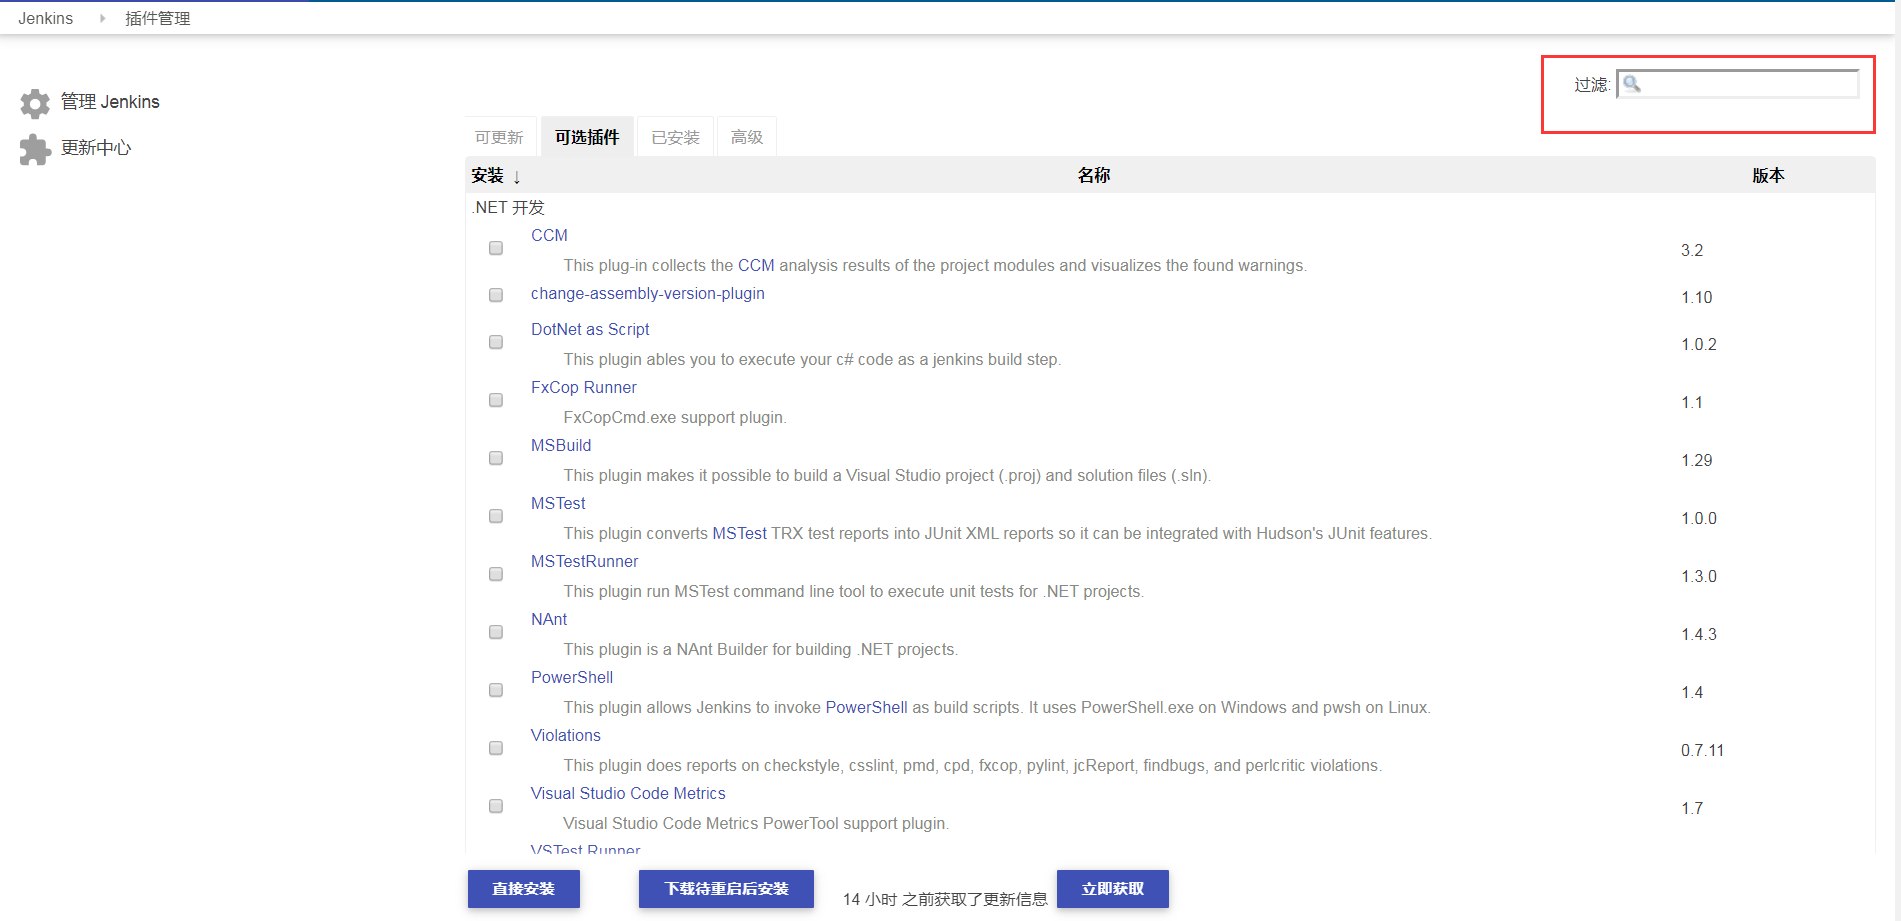 Jenkins 插件管理
过滤:
管理 Jenkins
更新中心
可更新 可选插件 已安装 高级
安装 ↓ 名称 版本
.NET 开发
CCM
This plug-in collects the CCM analysis results of the project modules and visualizes the found warnings.
3.2
change-assembly-version-plugin
1.10
DotNet as Script
This plugin ables you to execute your c# code as a jenkins build step.
1.0.2
FxCop Runner
FxCopCmd.exe support plugin.
1.1
MSBuild
This plugin makes it possible to build a Visual Studio project (.proj) and solution files (.sln).
1.29
MSTest
This plugin converts MSTest TRX test reports into JUnit XML reports so it can be integrated with Hudson's JUnit features.
1.0.0
MSTestRunner
This plugin run MSTest command line tool to execute unit tests for .NET projects.
1.3.0
NAnt
This plugin is a NAnt Builder for building .NET projects.
1.4.3
PowerShell
This plugin allows Jenkins to invoke PowerShell as build scripts. It uses PowerShell.exe on Windows and pwsh on Linux.
1.4
Violations
This plugin does reports on checkstyle, csslint, pmd, cpd, fxcop, pylint, jcReport, findbugs, and perlcritic violations.
0.7.11
Visual Studio Code Metrics
Visual Studio Code Metrics PowerTool support plugin.
1.7
VSTest Runner
直接安装 下载待重启后安装 14 小时 之前获取了更新信息 立即获取